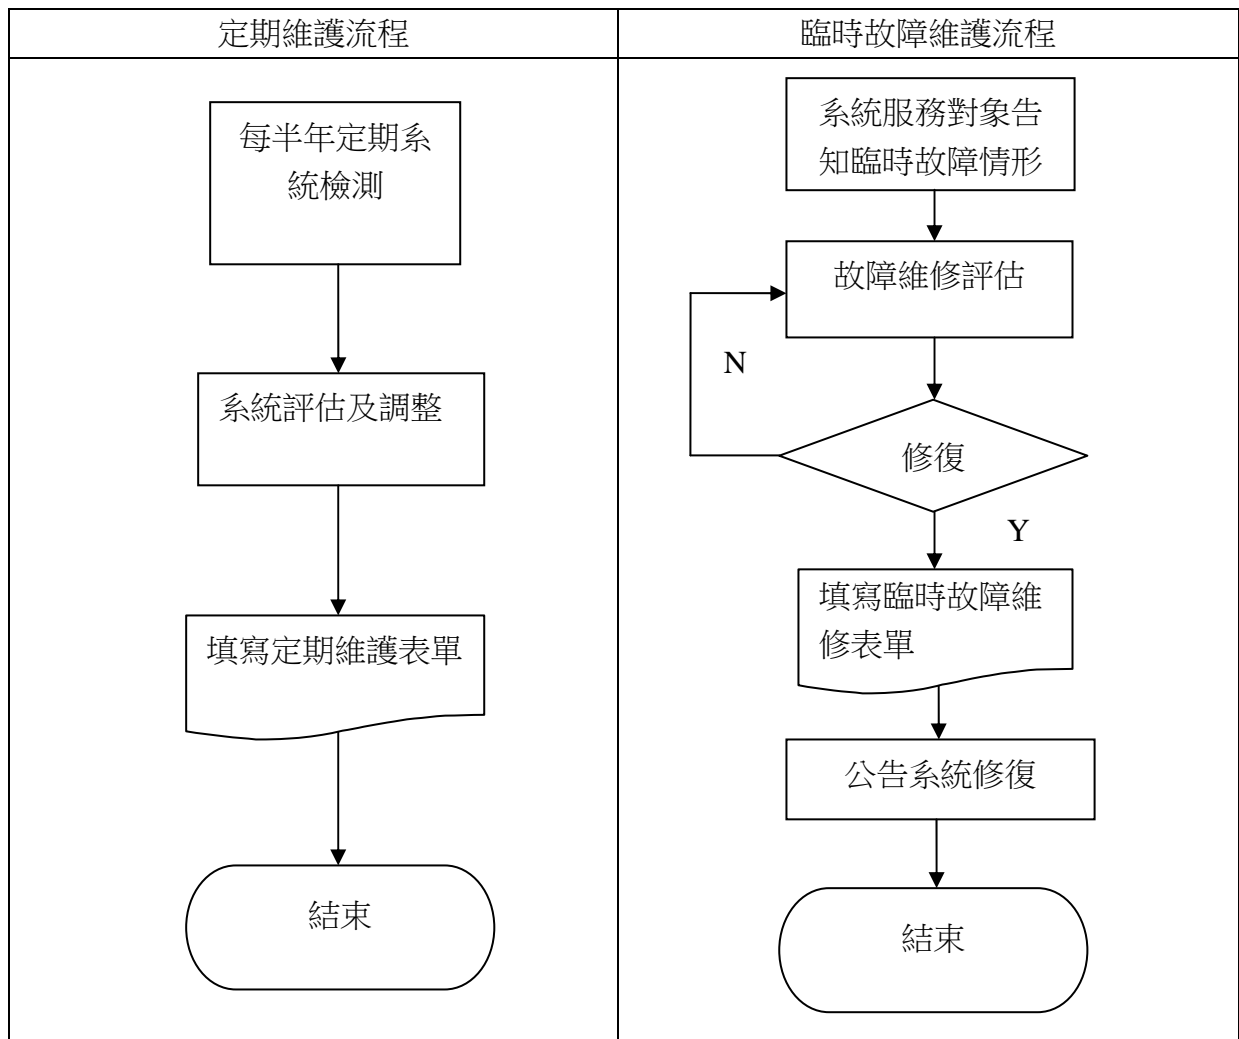 定期維護流程
每半年定期系
統檢測
系統評估及調整
填寫定期維護表單
結束
臨時故障維護流程
系統服務對象告
知臨時故障情形
故障維修評估
N
修復
Y
填寫臨時故障維
修表單
公告系統修復
結束